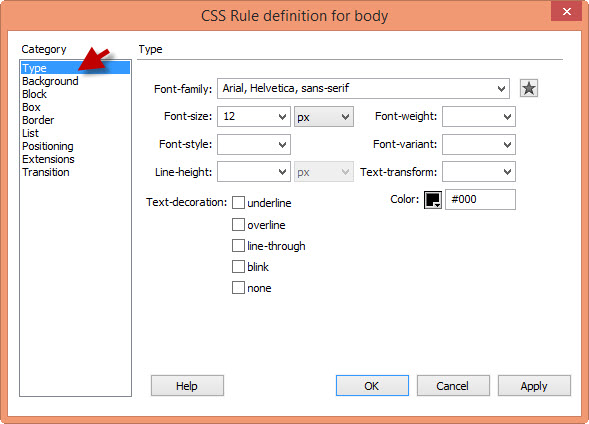 CSS Rule definition for body
Category
Type
Type
Background
Block
Box
Border
List
Positioning
Extensions
Transition
Font-family: Arial, Helvetica, sans-serif
Font-size: 12 px Font-weight:
Font-style: Font-variant:
Line-height: px Text-transform:
Text-decoration: underline Color: #000
overline
line-through
blink
none
Help OK Cancel Apply